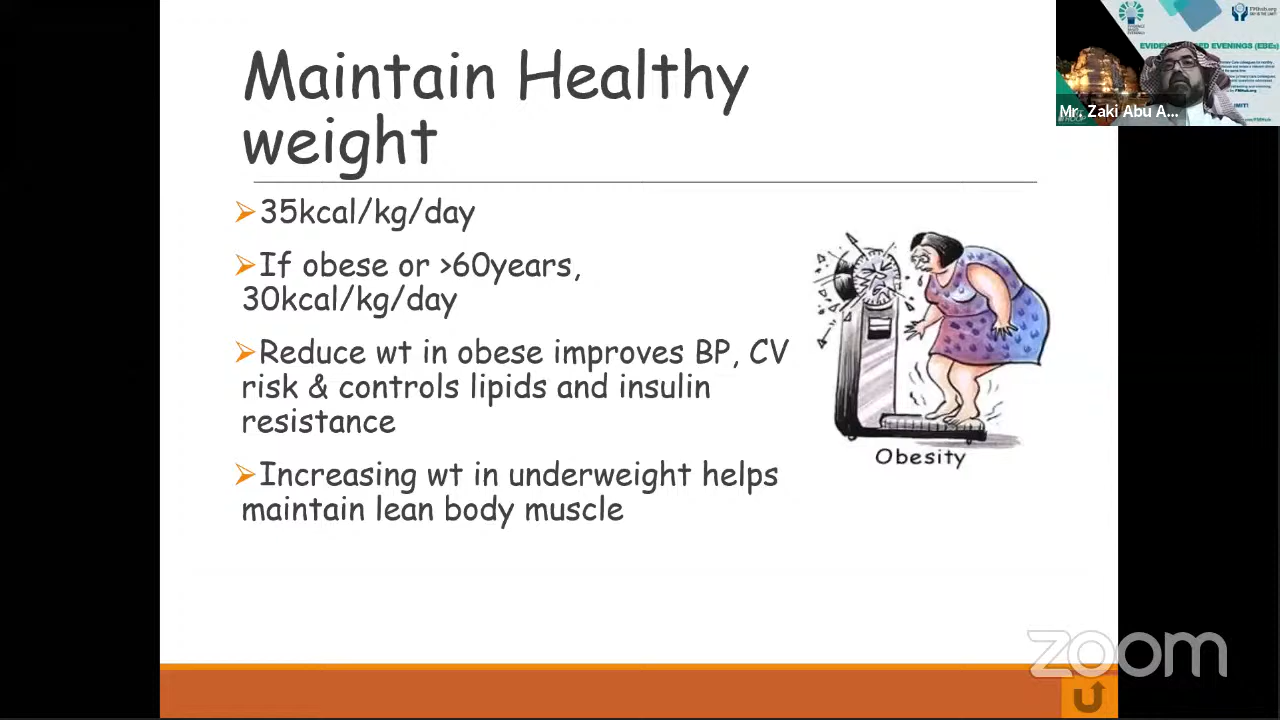 Maintain Healthy
weight
➢35kcal/kg/day
➢If obese or >60years,
30kcal/kg/day
➢Reduce wt in obese improves BP, CV
risk & controls lipids and insulin
resistance
➢Increasing wt in underweight helps
maintain lean body muscle
Obesity
Mr. Zaki Abu A...
zoom